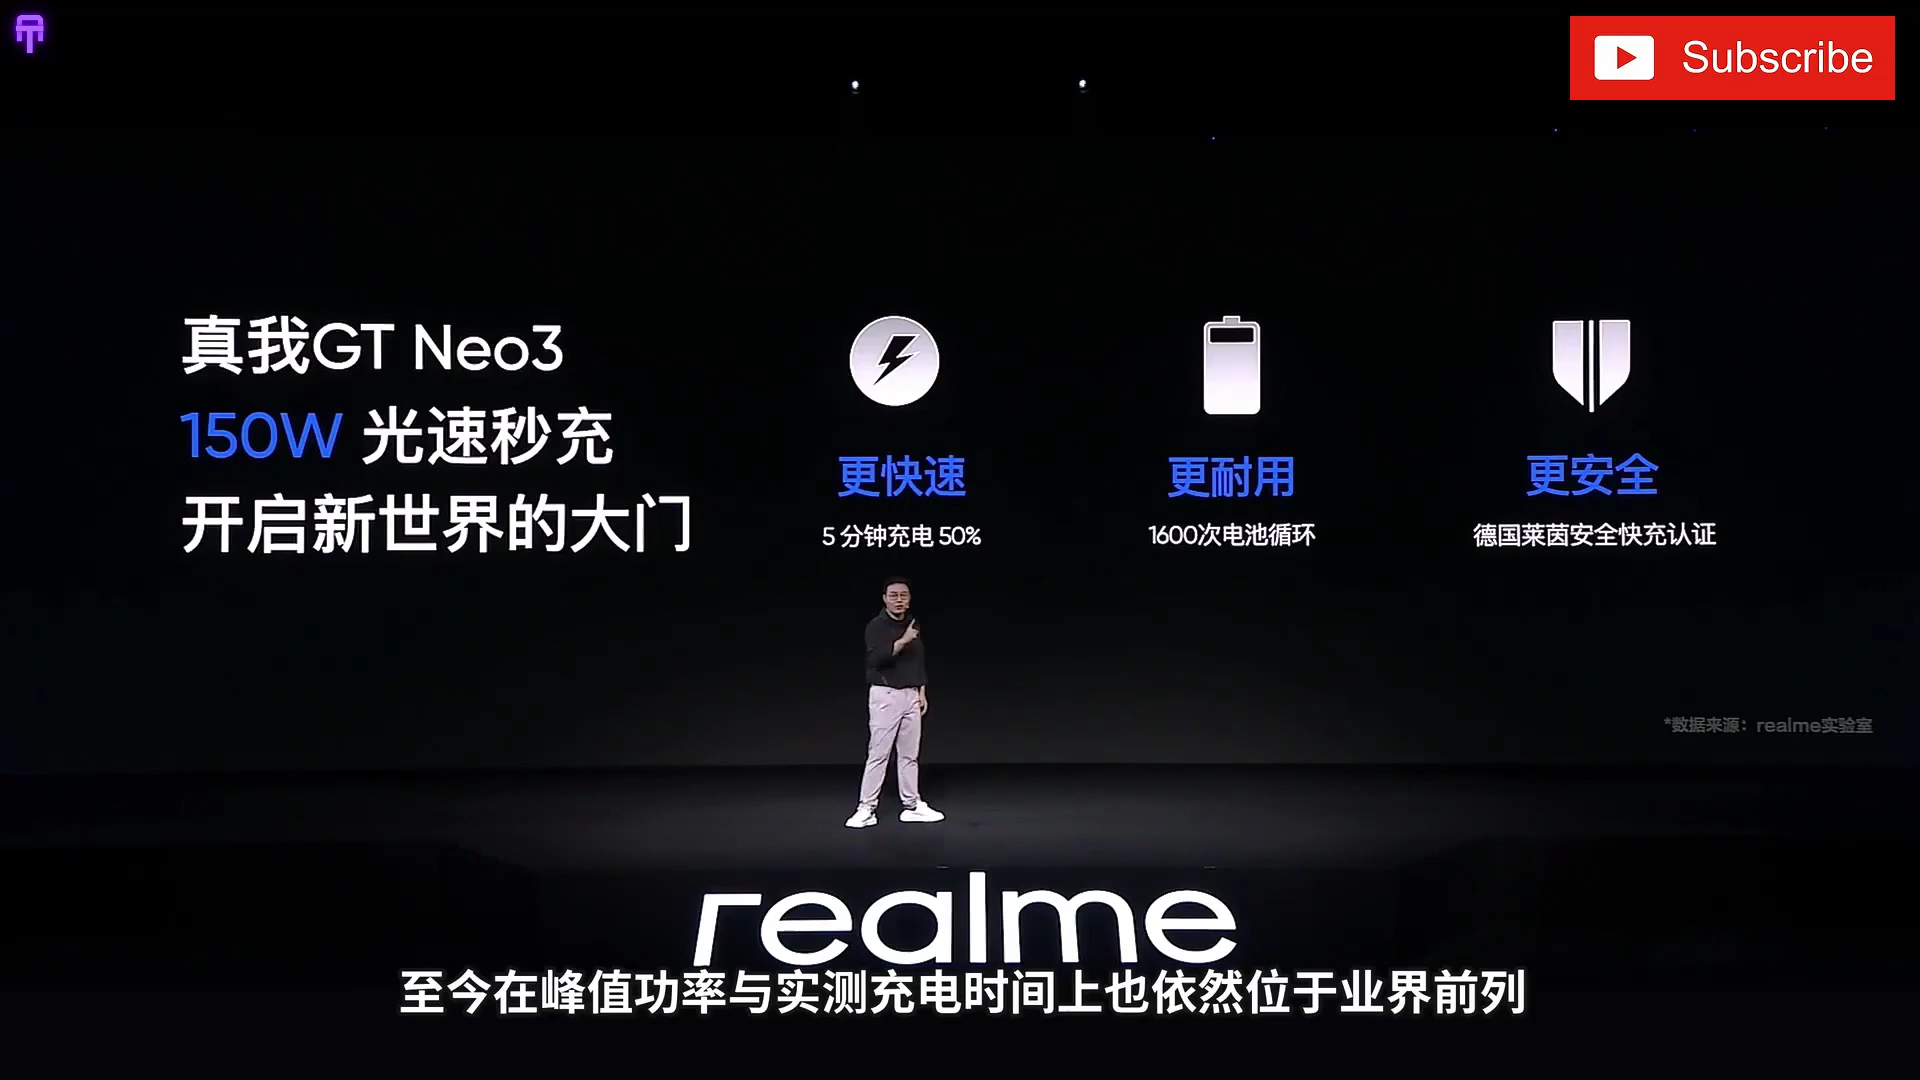 Subscribe
真我GT Neo3
150W 光速秒充
开启新世界的大门
更快速
5 分钟充电 50%
更耐用
1600次电池循环
更安全
德国莱茵安全快充认证
*数据来源：realme实验室
realme
至今在峰值功率与实测充电时间上也依然位于业界前列